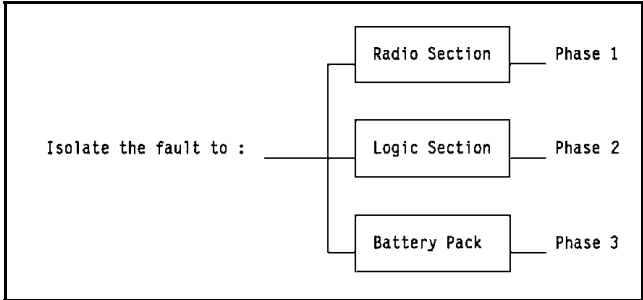 Radio Section Phase 1
Isolate the fault to : Logic Section Phase 2
Battery Pack Phase 3